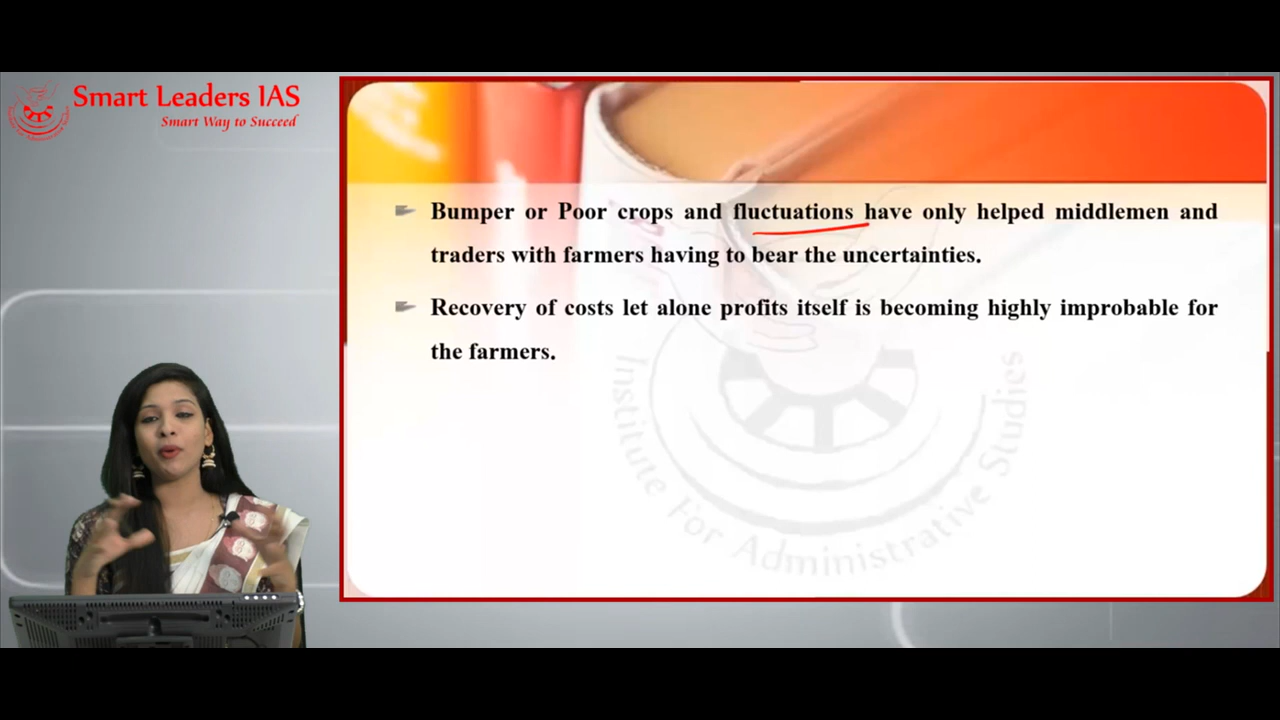 Smart Leaders IAS
Smart Way to Succeed
Bumper or Poor crops and fluctuations have only helped middlemen and
traders with farmers having to bear the uncertainties.
Recovery of costs let alone profits itself is becoming highly improbable for
the farmers.
Institute For Administrative Studies